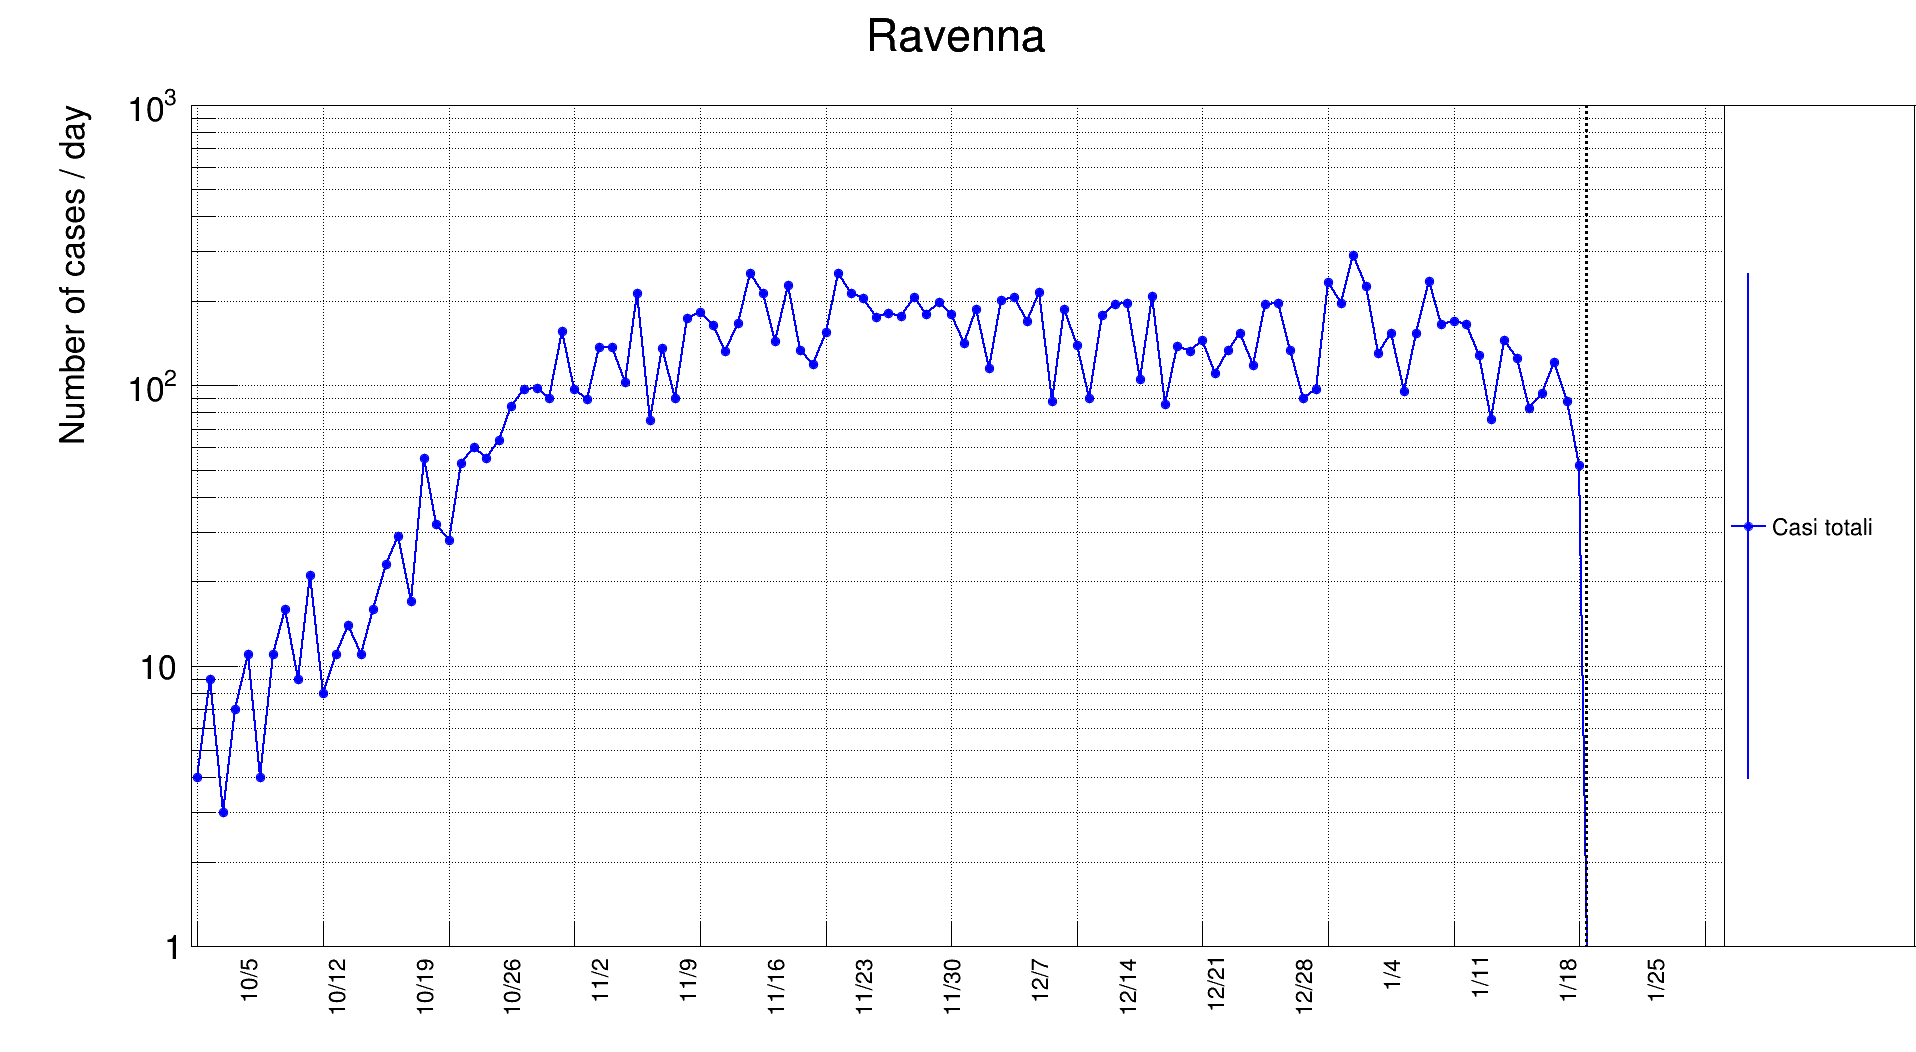 Ravenna
Number of cases / day
10³
10²
10
1
10/5 10/12 10/19 10/26 11/2 11/9 11/16 11/23 11/30 12/7 12/14 12/21 12/28 1/4 1/11 1/18 1/25
Casi totali